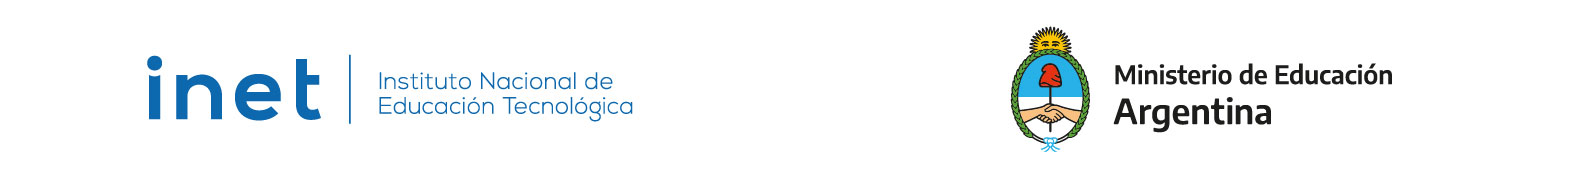 inet
Instituto Nacional de
Educación Tecnológica
Ministerio de Educación
Argentina